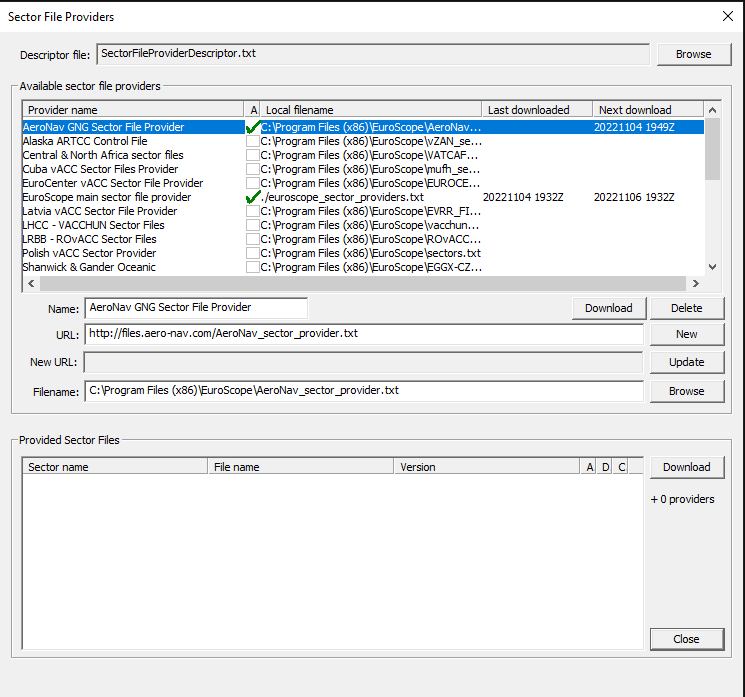 Sector File Providers
Descriptor file: SectorFileProviderDescriptor.txt Browse
Available sector file providers
Provider name A Local filename Last downloaded Next download
AeroNav GNG Sector File Provider C:\Program Files (x86)\EuroScope\AeroNav... 20221104 1949Z
Alaska ARTCC Control File C:\Program Files (x86)\EuroScope\vZAN_se...
Central & North Africa sector files C:\Program Files (x86)\EuroScope\VATCAF...
Cuba vACC Sector Files Provider C:\Program Files (x86)\EuroScope\mufh_se...
EuroCenter vACC Sector File Provider C:\Program Files (x86)\EuroScope\EUROCE...
EuroScope main sector file provider ./euroscope_sector_providers.txt 20221104 1932Z 20221106 1932Z
Latvia vACC Sector File Provider C:\Program Files (x86)\EuroScope\EVRR_FI...
LHCC - VACCHUN Sector Files C:\Program Files (x86)\EuroScope\vacchun...
LRBB - ROvACC Sector Files C:\Program Files (x86)\EuroScope\ROvACC...
Polish vACC Sector Provider C:\Program Files (x86)\EuroScope\sectors.txt
Shanwick & Gander Oceanic C:\Program Files (x86)\EuroScope\EGGX-CZ...
Name: AeroNav GNG Sector File Provider Download Delete
URL: http://files.aero-nav.com/AeroNav_sector_provider.txt New
New URL: Update
Filename: C:\Program Files (x86)\EuroScope\AeroNav_sector_provider.txt Browse
Provided Sector Files
Sector name File name Version A D C Download
+ 0 providers
Close